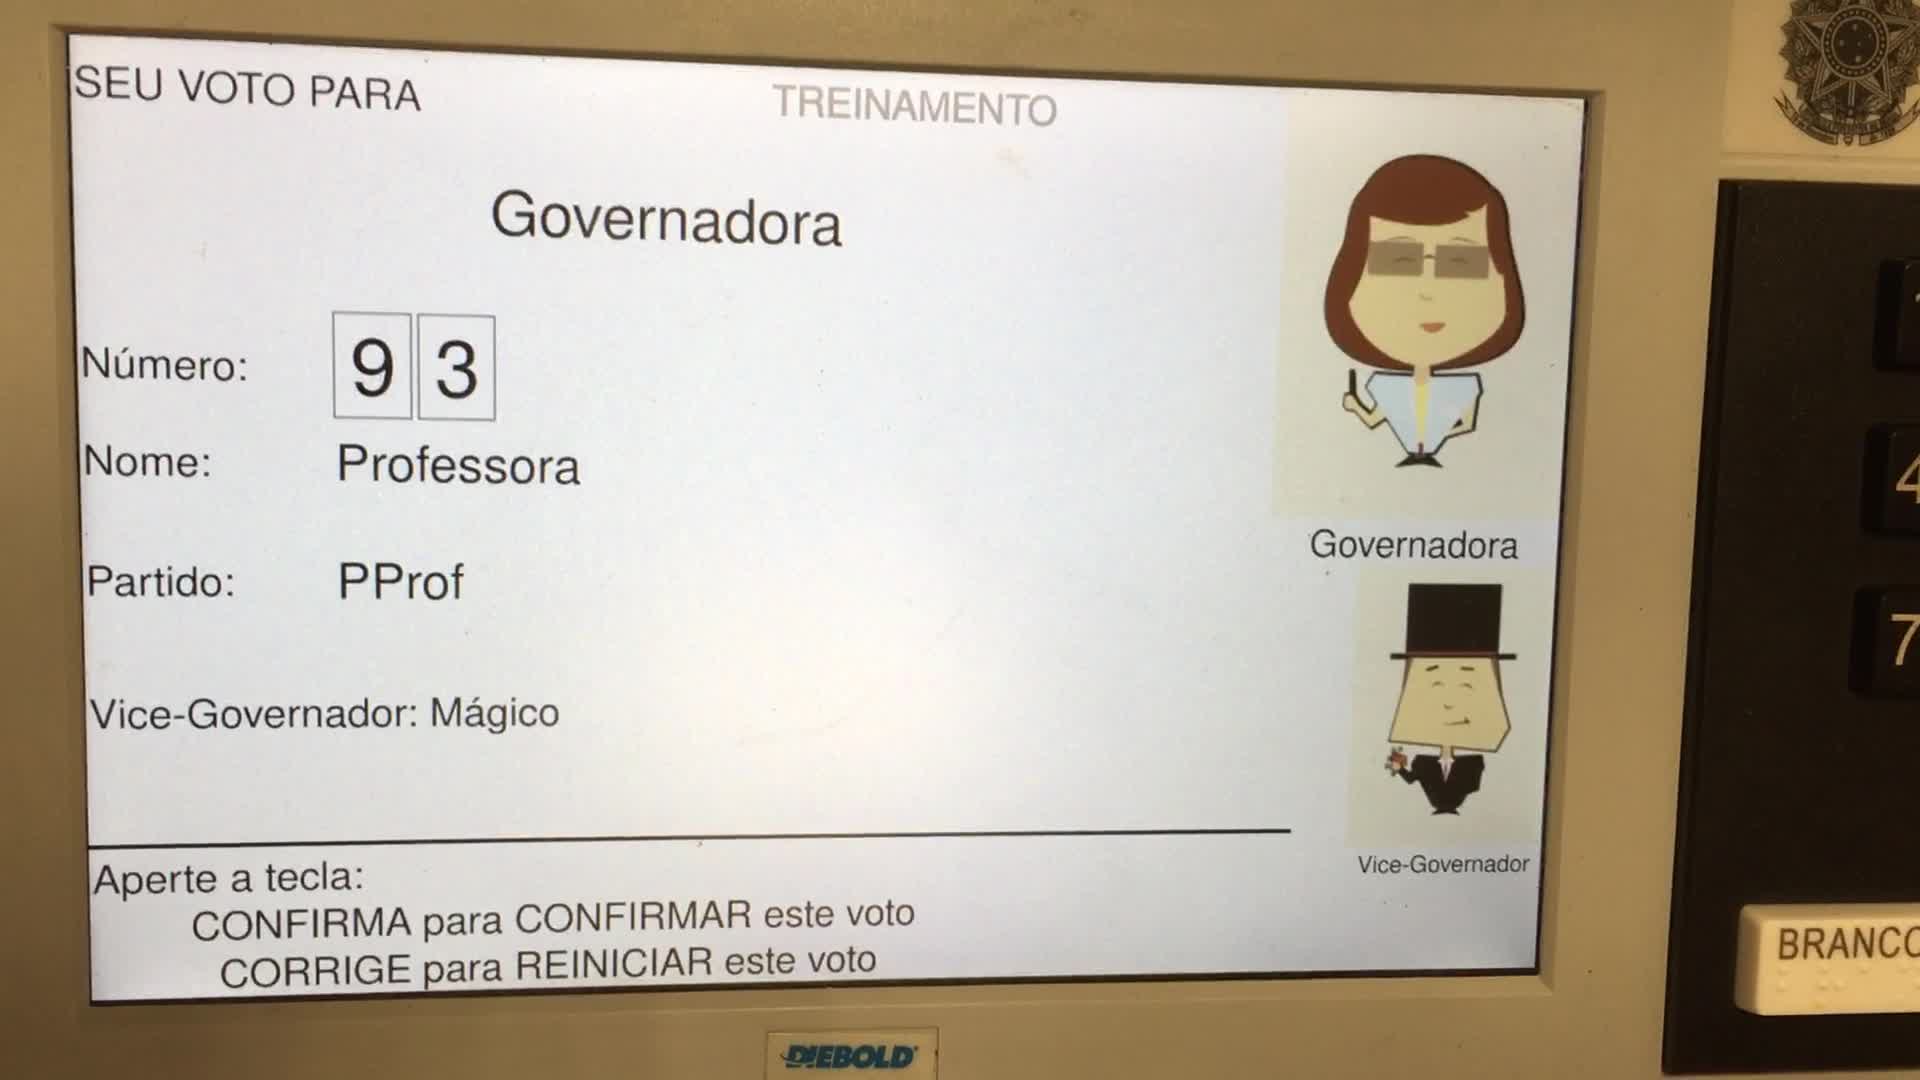 SEU VOTO PARA
TREINAMENTO
Governadora
Número: 9 3
Nome: Professora
Partido: PProf
Vice-Governador: Mágico
Governadora
Vice-Governador
Aperte a tecla:
CONFIRMA para CONFIRMAR este voto
CORRIGE para REINICIAR este voto
DIEBOLD
4
7
BRANCO